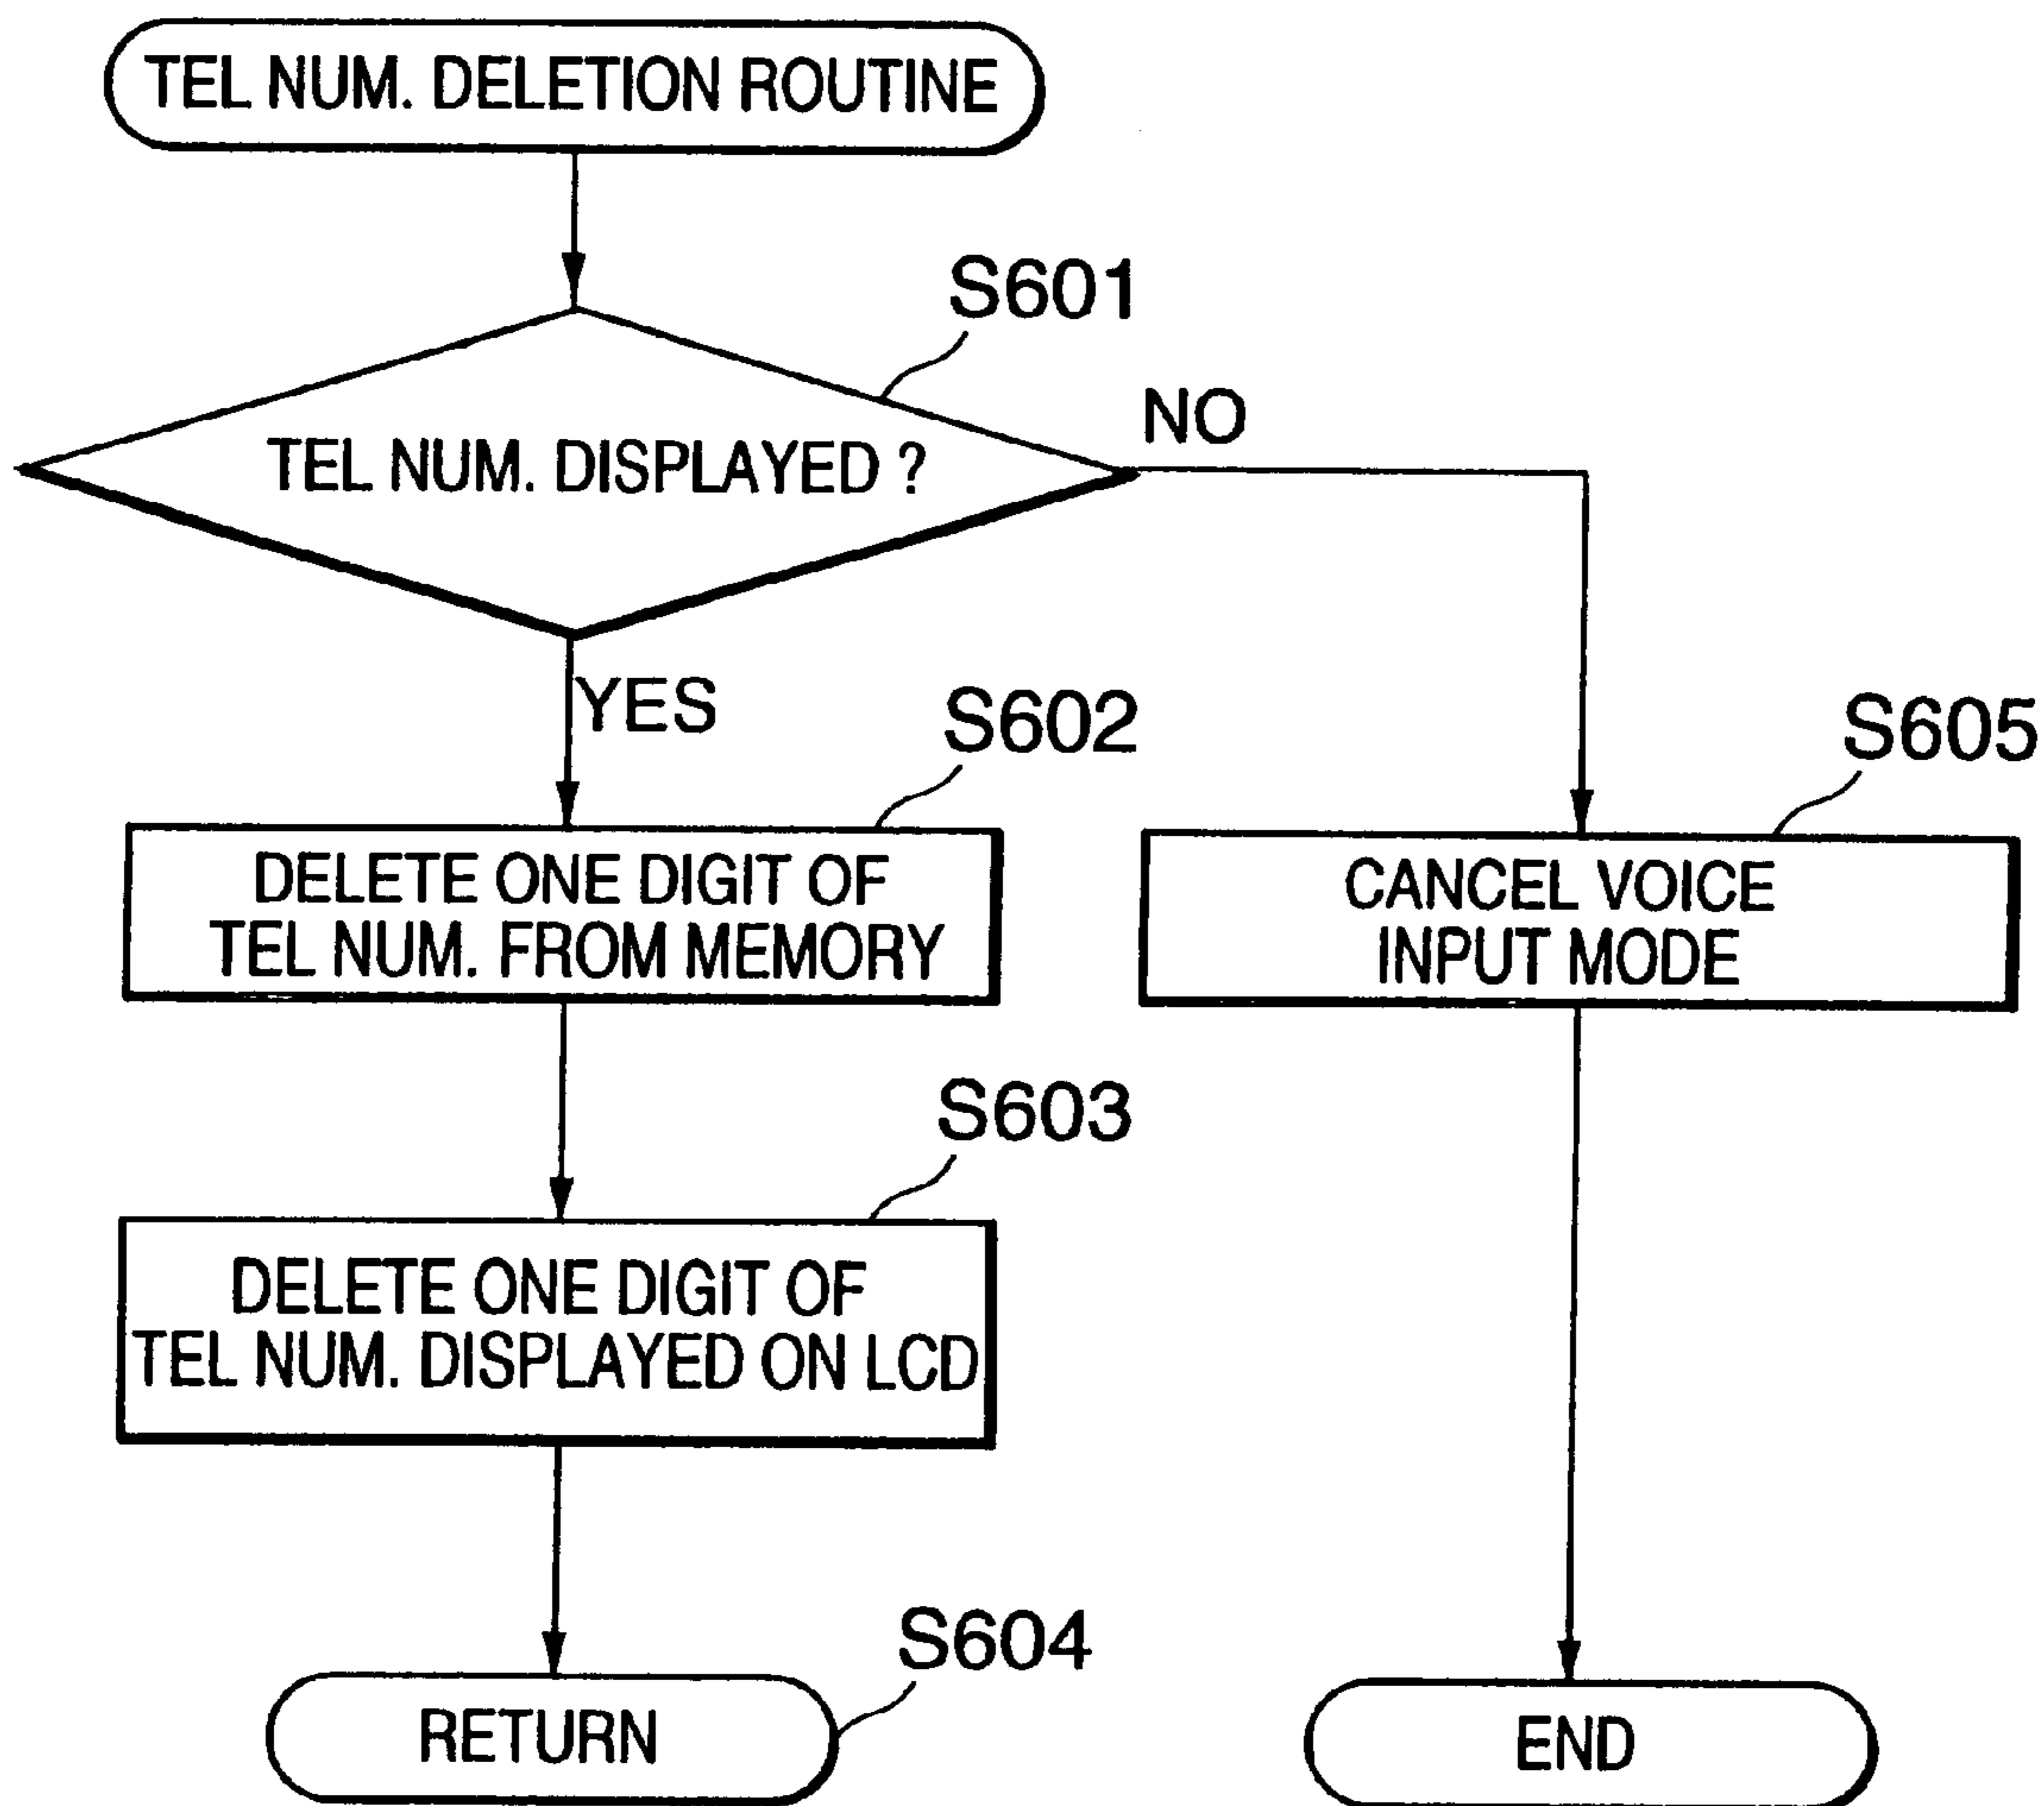 TEL NUM. DELETION ROUTINE
S601
TEL NUM. DISPLAYED ?
NO
YES
S602
S605
DELETE ONE DIGIT OF
TEL NUM. FROM MEMORY
CANCEL VOICE
INPUT MODE
S603
DELETE ONE DIGIT OF
TEL NUM. DISPLAYED ON LCD
S604
RETURN
END